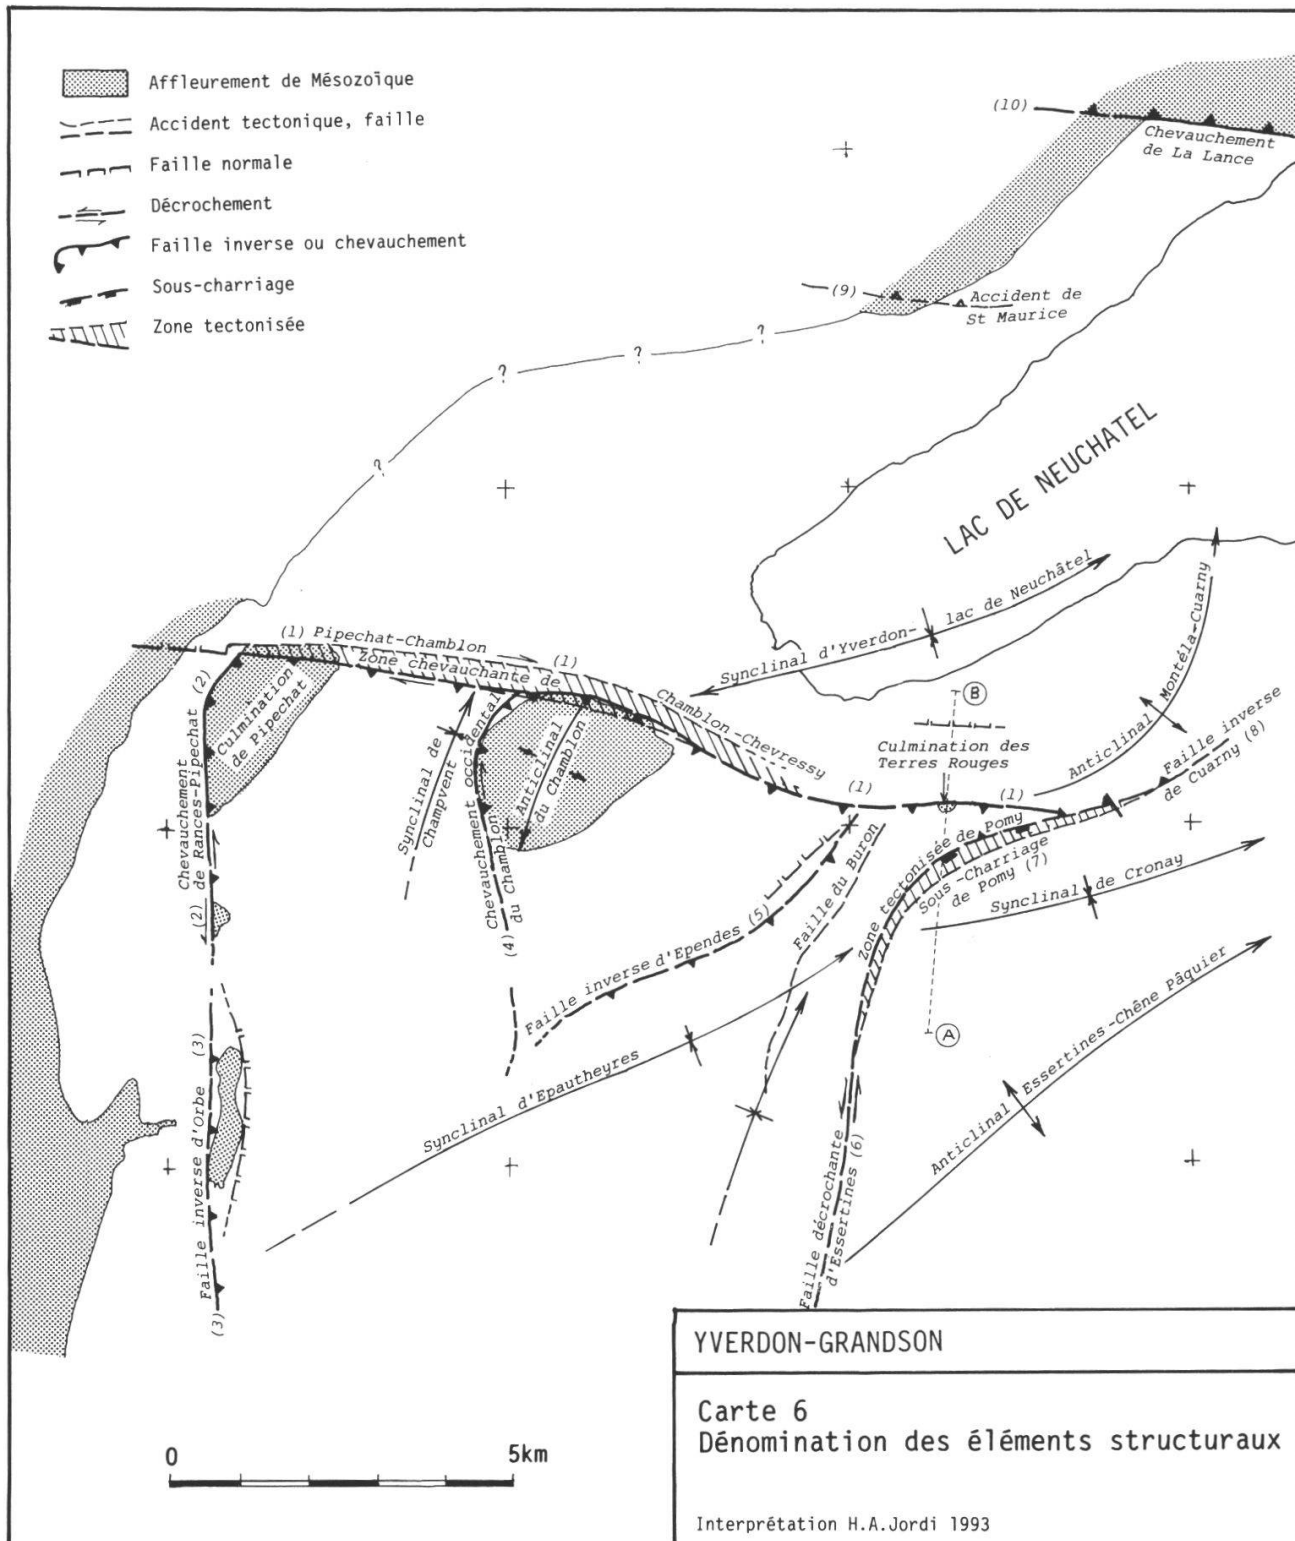 Affleurement de Mésozoïque
Accident tectonique, faille
Faille normale
Décrochement
Faille inverse ou chevauchement
Sous-charriage
Zone tectonisée
(10)
Chevauchement
de La Lance
(9)
Accident de
St Maurice
?
?
?
?
LAC DE NEUCHATEL
Synclinal d'Yverdon-
lac de Neuchâtel
Anticlinal Montéla-Cuarny
(1) Pipechat-Chamblon
(1)
Zone chevauchante de
Chamblon-Chevressy
(2)
Culmination
de Pipechat
Chevauchement
de Rances-Pipechat
(2)
Synclinal de
Champvent
Chevauchement occidental
du Chamblon
(4)
Anticlinal
du Chamblon
B
Culmination des
Terres Rouges
(1)
(1)
Faille inverse
de Cuarny (8)
Zone tectonisée de Pomy
Sous-Charriage
de Pomy (7)
Synclinal de Cronay
Faille du Buron
Faille inverse d'Ependes (5)
Synclinal d'Epautheyres
A
Anticlinal Essertines-Chêne Pâquier
Faille décrochante
d'Essertines (6)
Faille inverse d'Orbe (3)
(3)
0
5km
YVERDON-GRANDSON
Carte 6
Dénomination des éléments structuraux
Interprétation H.A.Jordi 1993